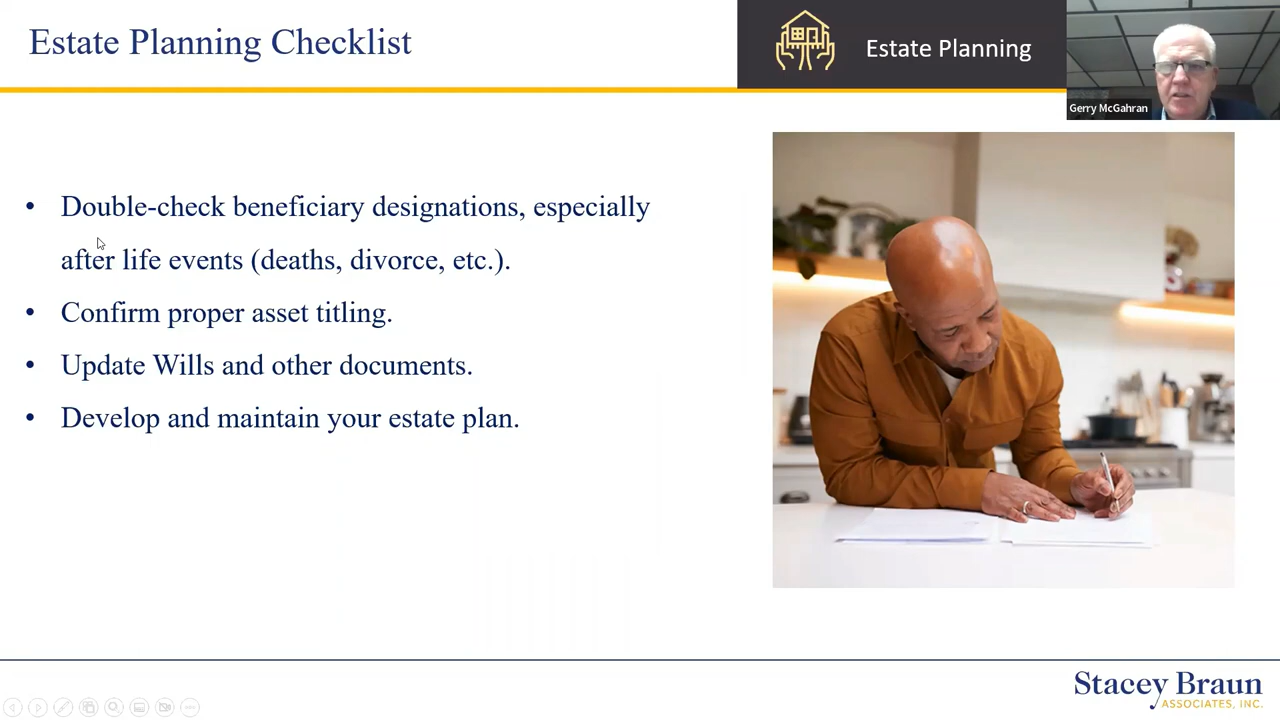 Estate Planning Checklist
Estate Planning
Gerry McGahran
• Double-check beneficiary designations, especially
after life events (deaths, divorce, etc.).
• Confirm proper asset titling.
• Update Wills and other documents.
• Develop and maintain your estate plan.
Stacey Braun
ASSOCIATES, INC.